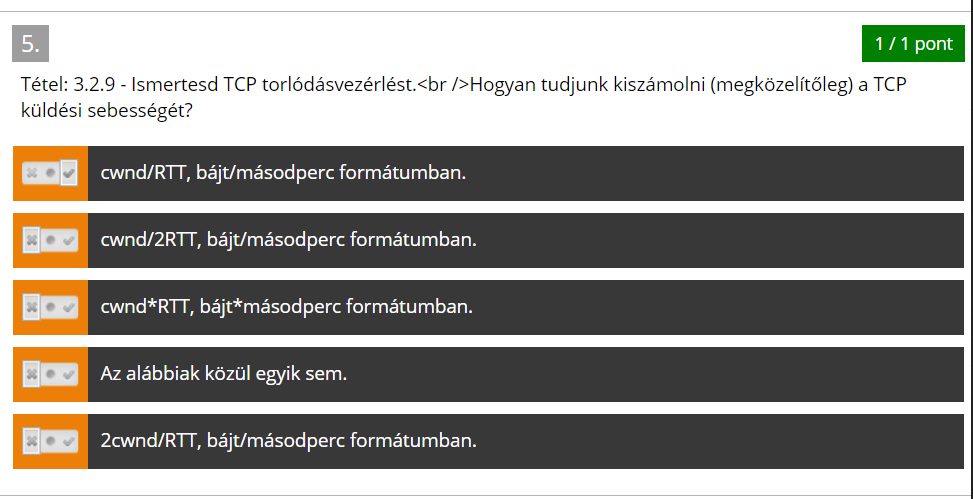 5.
1 / 1 pont
Tétel: 3.2.9 - Ismertesd TCP torlódásvezérlést.<br />Hogyan tudjunk kiszámolni (megközelítőleg) a TCP
küldési sebességét?
cwnd/RTT, bájt/másodperc formátumban.
cwnd/2RTT, bájt/másodperc formátumban.
cwnd*RTT, bájt*másodperc formátumban.
Az alábbiak közül egyik sem.
2cwnd/RTT, bájt/másodperc formátumban.